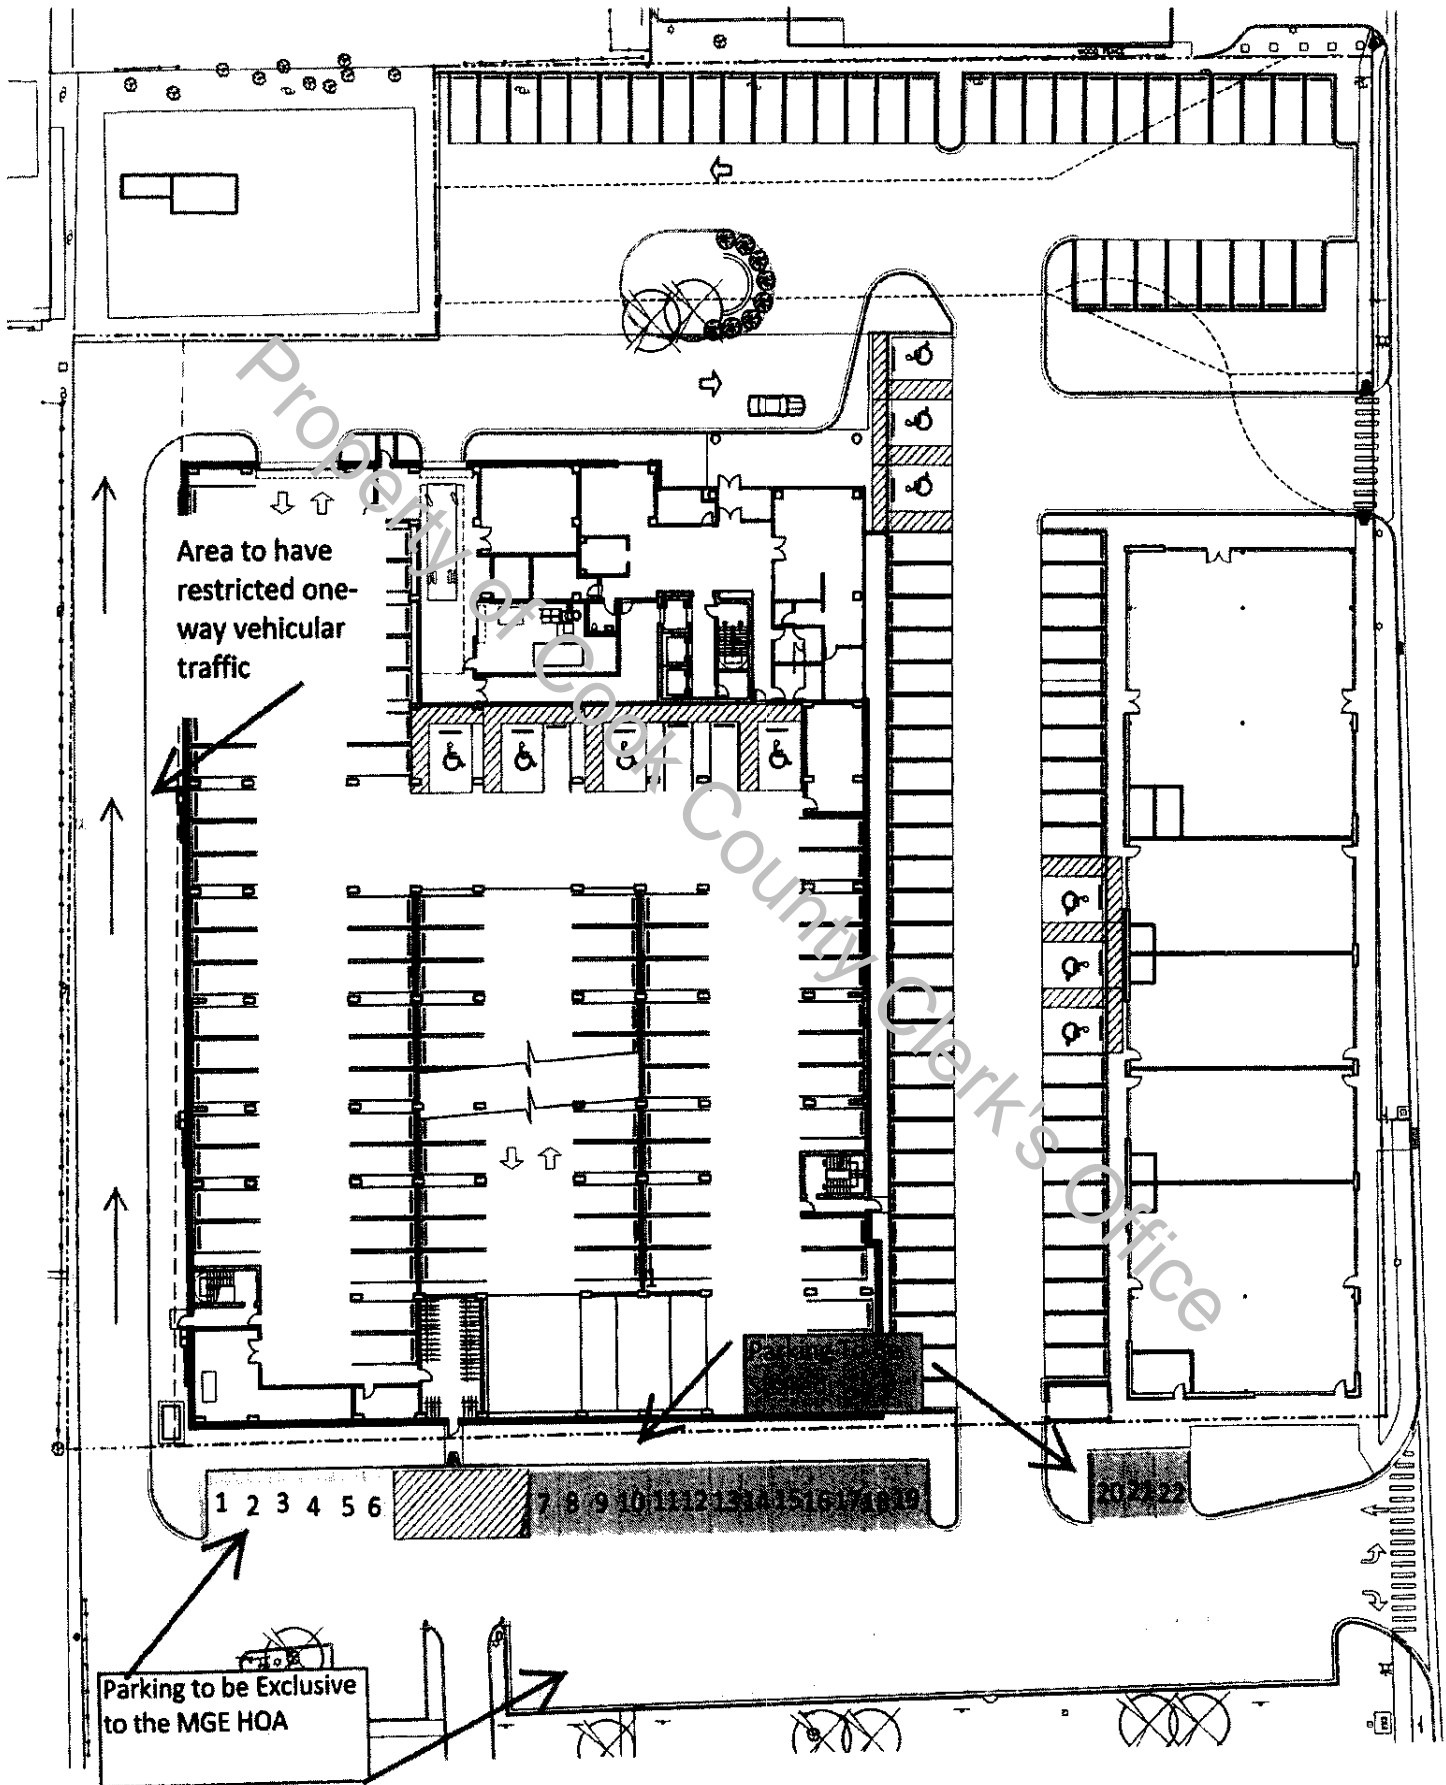 Property of Cook County Clerk's Office
Area to have
restricted one-
way vehicular
traffic
1 2 3 4 5 6
7 8 9 10 11 12 13 14 15 16 17 18 19
20 21 22
Parking to be Exclusive
to the MGE HOA